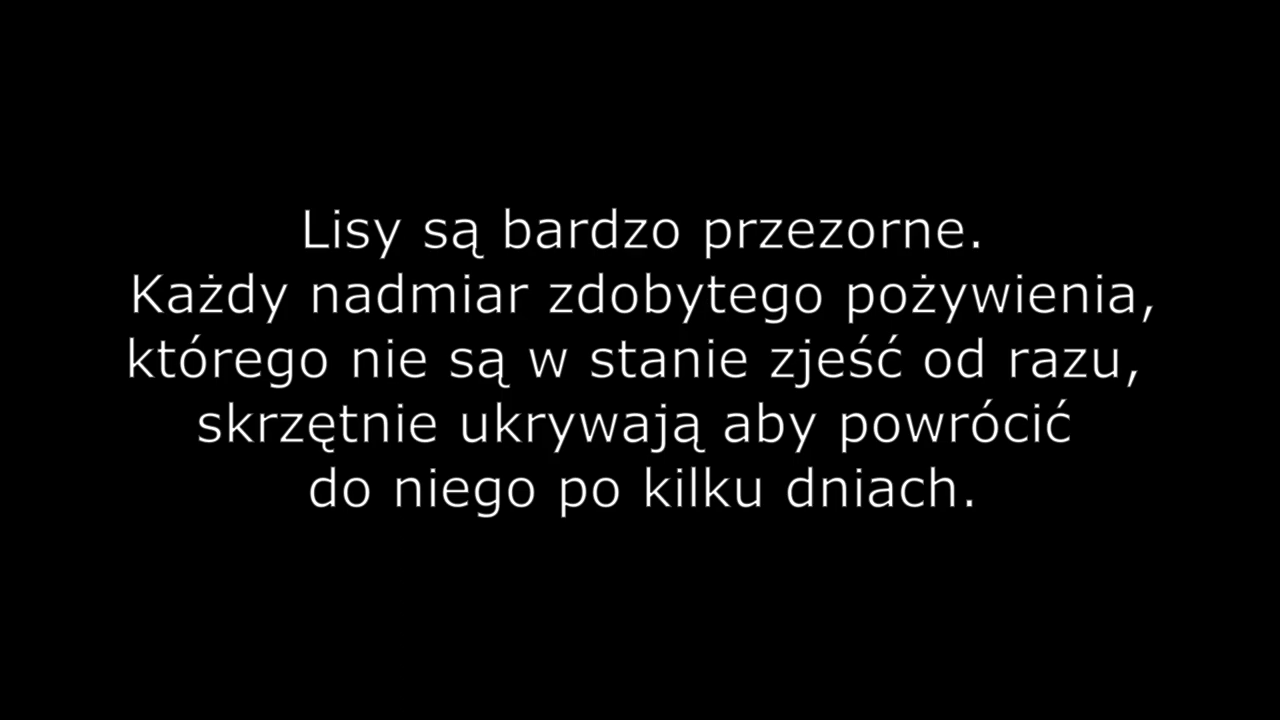 Lisy są bardzo przezorne.
Każdy nadmiar zdobytego pożywienia,
którego nie są w stanie zjeść od razu,
skrzętnie ukrywają aby powrócić
do niego po kilku dniach.